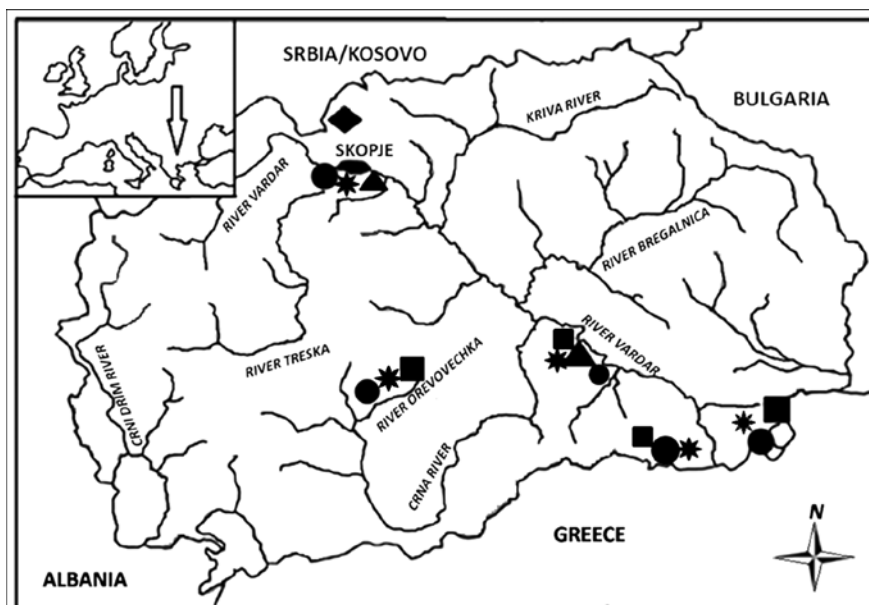 SRBIA/KOSOVO
KRIVA RIVER
BULGARIA
SKOPJE
RIVER VARDAR
RIVER BREGALNICA
RIVER VARDAR
RIVER TRESKA
RIVER OREVOVECHKA
CRNI DRIM RIVER
CRNA RIVER
N
GREECE
ALBANIA